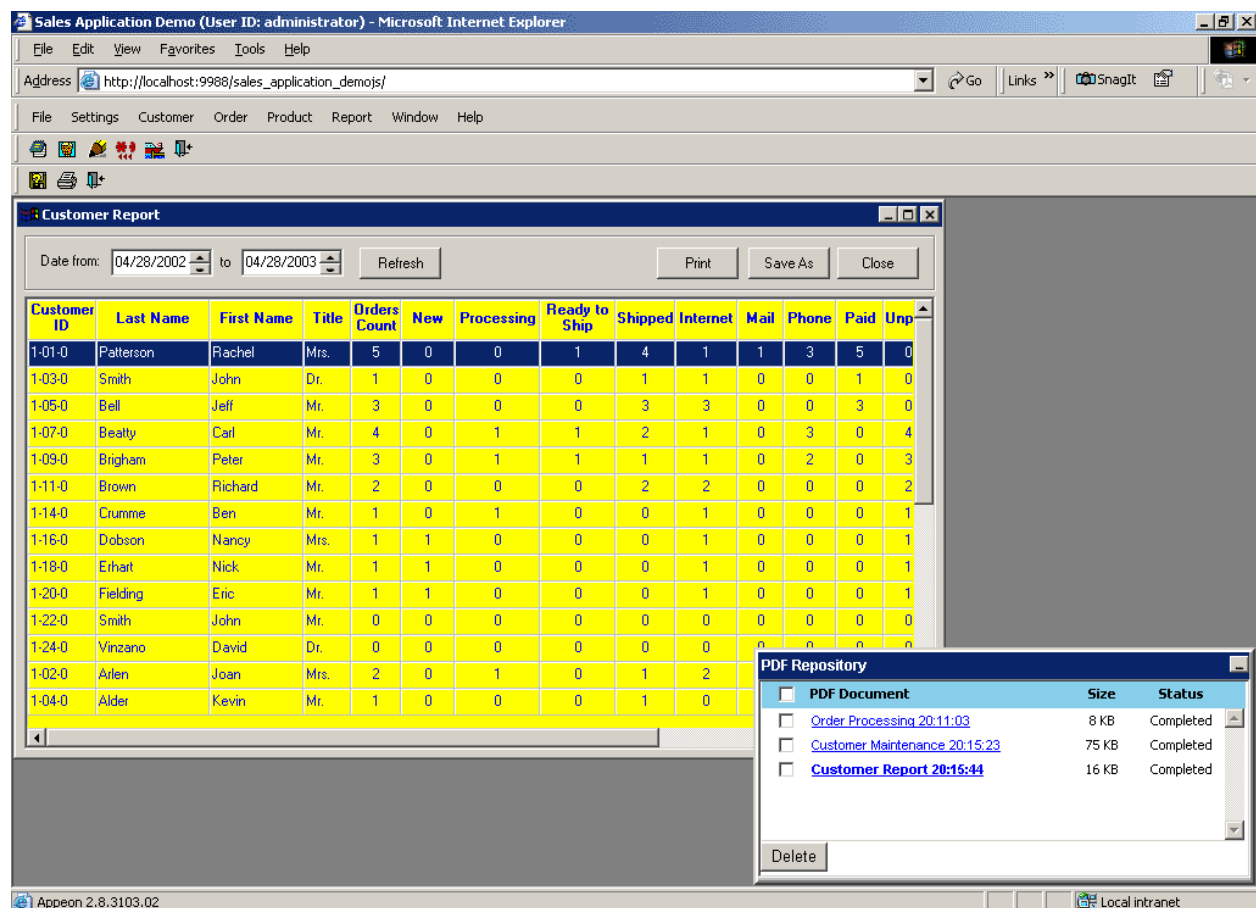 Sales Application Demo (User ID: administrator) - Microsoft Internet Explorer
File Edit View Favorites Tools Help
Address http://localhost:9988/sales_application_demojs/ Go Links » SnagIt
File Settings Customer Order Product Report Window Help
Customer Report
Date from: 04/28/2002 to 04/28/2003 Refresh Print Save As Close
Customer ID Last Name First Name Title Orders Count New Processing Ready to Ship Shipped Internet Mail Phone Paid Unp
1-01-0 Patterson Rachel Mrs. 5 0 0 1 4 1 1 3 5 0
1-03-0 Smith John Dr. 1 0 0 0 1 1 0 0 1 0
1-05-0 Bell Jeff Mr. 3 0 0 0 3 3 0 0 3 0
1-07-0 Beatty Carl Mr. 4 0 1 1 2 1 0 3 0 4
1-09-0 Brigham Peter Mr. 3 0 1 1 1 1 0 2 0 3
1-11-0 Brown Richard Mr. 2 0 0 0 2 2 0 0 0 2
1-14-0 Crumme Ben Mr. 1 0 1 0 0 1 0 0 0 1
1-16-0 Dobson Nancy Mrs. 1 1 0 0 0 1 0 0 0 1
1-18-0 Erhart Nick Mr. 1 1 0 0 0 1 0 0 0 1
1-20-0 Fielding Eric Mr. 1 1 0 0 0 1 0 0 0 1
1-22-0 Smith John Mr. 0 0 0 0 0 0 0 0 0 0
1-24-0 Vinzano David Dr. 0 0 0 0 0 0
1-02-0 Arlen Joan Mrs. 2 0 1 0 1 2
1-04-0 Alder Kevin Mr. 1 0 0 0 1 0
PDF Repository
PDF Document Size Status
Order Processing 20:11:03 8 KB Completed
Customer Maintenance 20:15:23 75 KB Completed
Customer Report 20:15:44 16 KB Completed
Delete
Appeon 2.8.3103.02 Local intranet